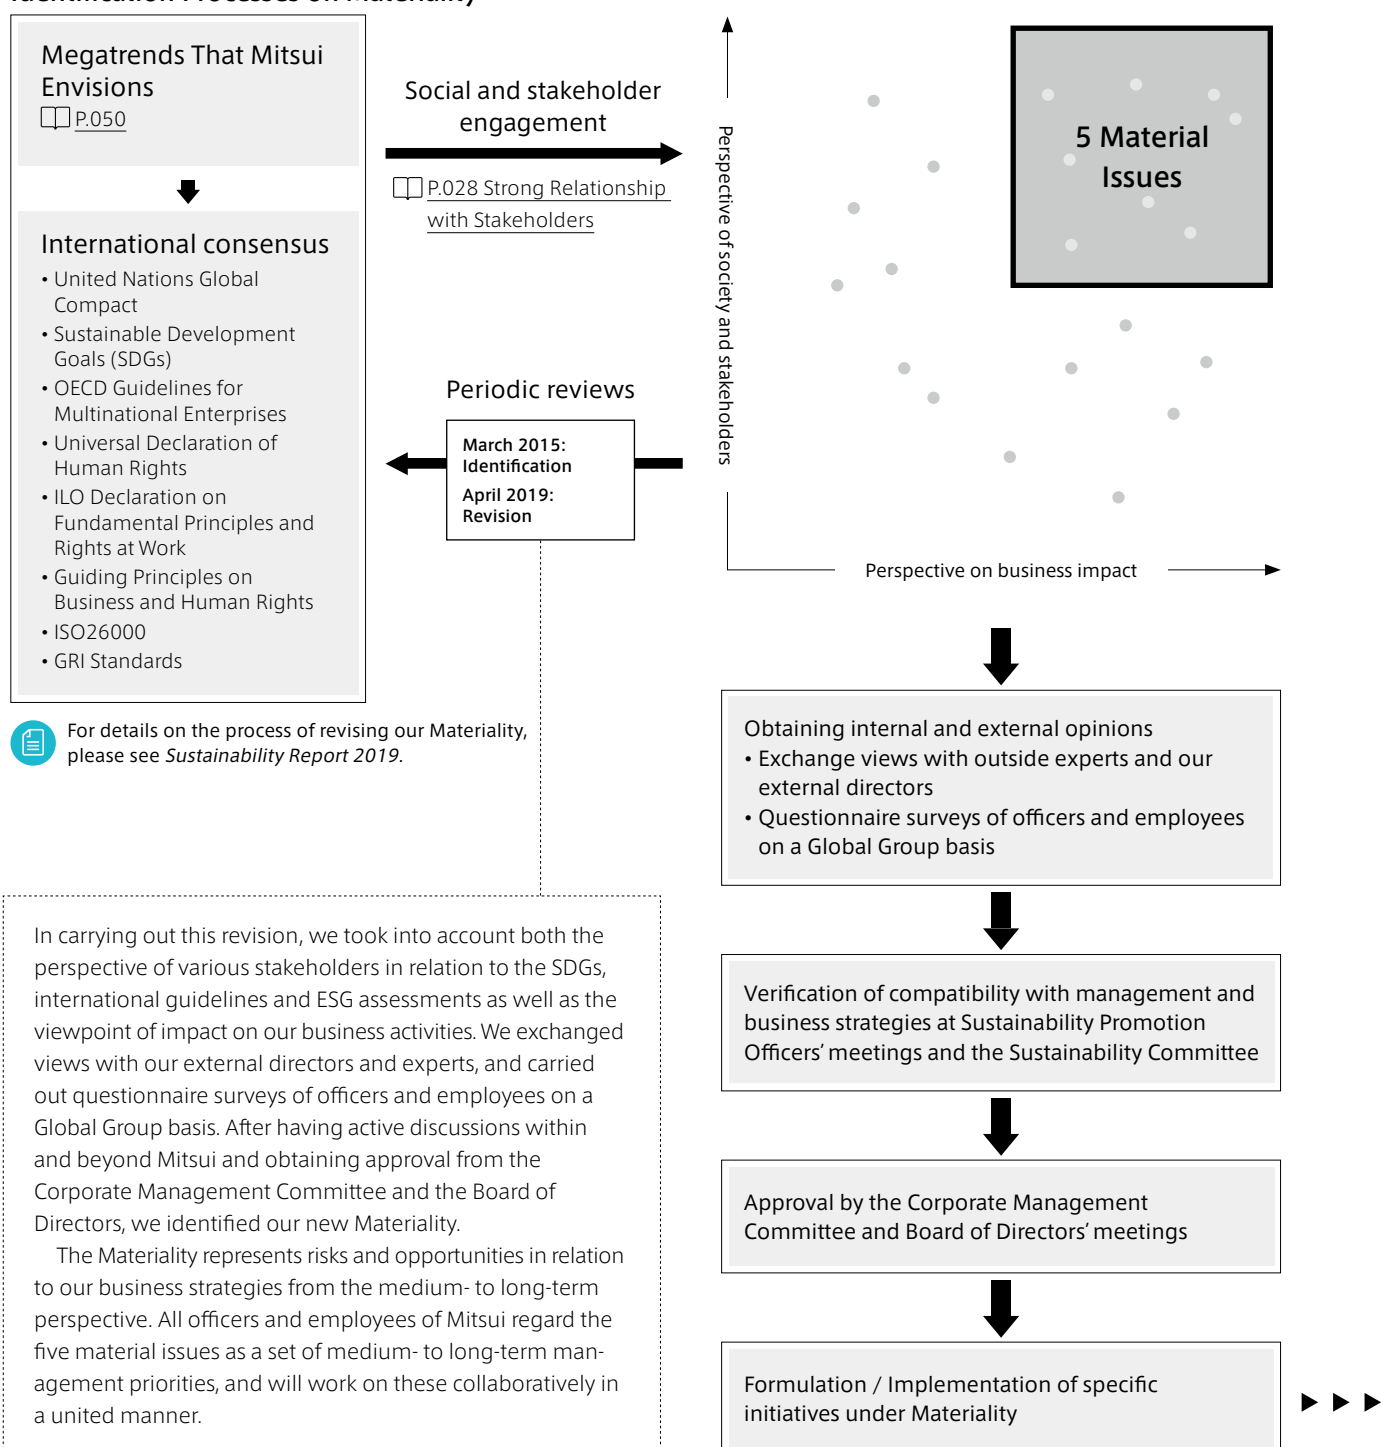 Identification Processes on Materiality
Megatrends That Mitsui
Envisions
P.050
International consensus
• United Nations Global
Compact
• Sustainable Development
Goals (SDGs)
• OECD Guidelines for
Multinational Enterprises
• Universal Declaration of
Human Rights
• ILO Declaration on
Fundamental Principles and
Rights at Work
• Guiding Principles on
Business and Human Rights
• ISO26000
• GRI Standards
For details on the process of revising our Materiality,
please see Sustainability Report 2019.
Social and stakeholder
engagement
P.028 Strong Relationship
with Stakeholders
Periodic reviews
March 2015:
Identification
April 2019:
Revision
In carrying out this revision, we took into account both the
perspective of various stakeholders in relation to the SDGs,
international guidelines and ESG assessments as well as the
viewpoint of impact on our business activities. We exchanged
views with our external directors and experts, and carried
out questionnaire surveys of officers and employees on a
Global Group basis. After having active discussions within
and beyond Mitsui and obtaining approval from the
Corporate Management Committee and the Board of
Directors, we identified our new Materiality.
The Materiality represents risks and opportunities in relation
to our business strategies from the medium- to long-term
perspective. All officers and employees of Mitsui regard the
five material issues as a set of medium- to long-term man-
agement priorities, and will work on these collaboratively in
a united manner.
Perspective of society and stakeholders
5 Material
Issues
Perspective on business impact
Obtaining internal and external opinions
• Exchange views with outside experts and our
external directors
• Questionnaire surveys of officers and employees
on a Global Group basis
Verification of compatibility with management and
business strategies at Sustainability Promotion
Officers’ meetings and the Sustainability Committee
Approval by the Corporate Management
Committee and Board of Directors’ meetings
Formulation / Implementation of specific
initiatives under Materiality